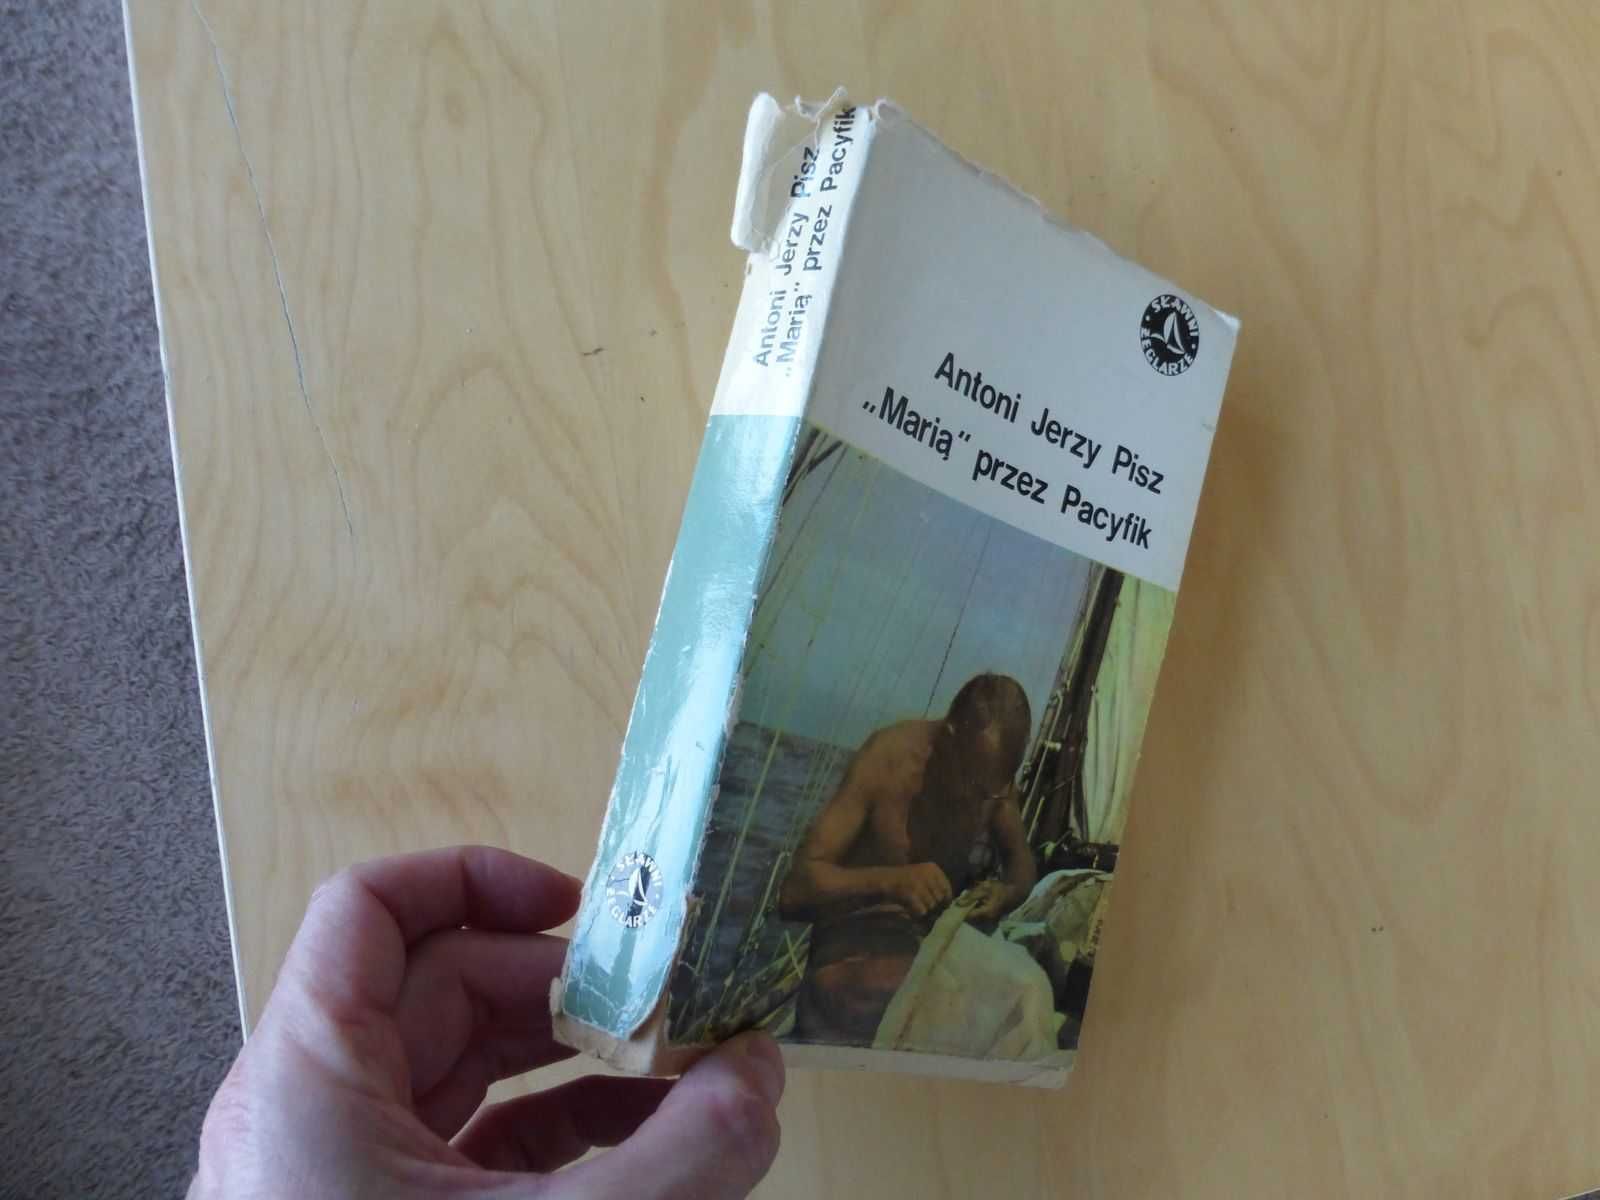 Antoni Jerzy Pisz
„Marią” przez Pacyfik
SŁAWNI
ŻEGLARZE
Antoni Jerzy Pisz
„Marią” przez Pacyfik
SŁAWNI
ŻEGLARZE